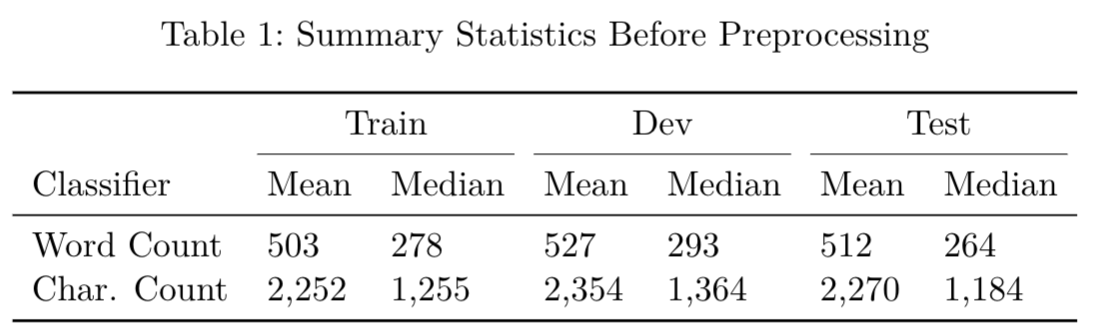 Table 1: Summary Statistics Before Preprocessing
Train Dev Test
Classifier Mean Median Mean Median Mean Median
Word Count 503 278 527 293 512 264
Char. Count 2,252 1,255 2,354 1,364 2,270 1,184